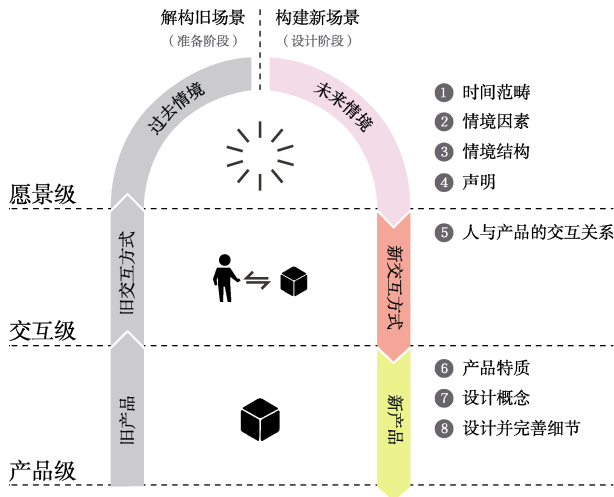 解构旧场景
（准备阶段）
构建新场景
（设计阶段）
过去情境
未来情境
1 时间范畴
2 情境因素
3 情境结构
4 声明
愿景级
5 人与产品的交互关系
旧交互方式
新交互方式
交互级
6 产品特质
7 设计概念
8 设计并完善细节
旧产品
新产品
产品级